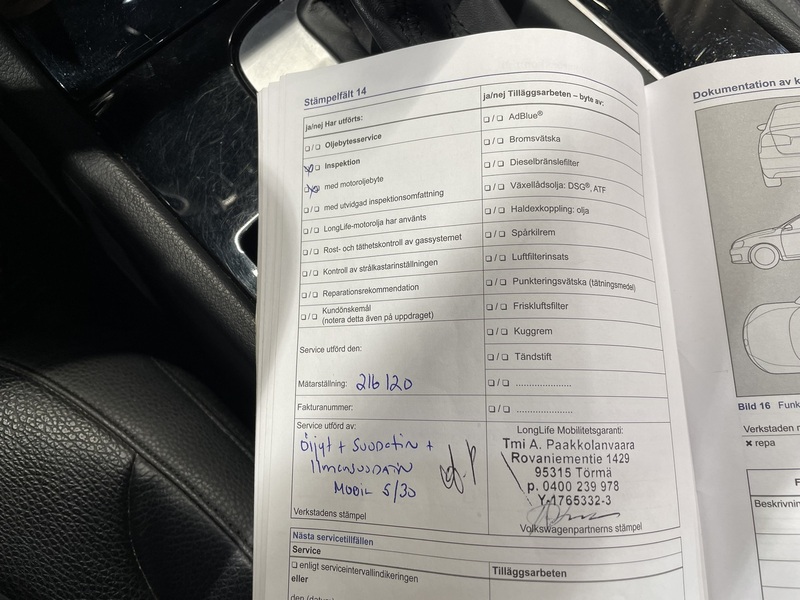 Stämpelfält 14
ja/nej Har utförts:
❑/❑ Oljebytesservice
❑ Inspektion
med motoroljebyte
❑/❑ med utvidgad inspektionsomfattning
❑/❑ LongLife-motorolja har använts
❑/❑ Rost- och täthetskontroll av gassystemet
❑/❑ Kontroll av strålkastarinställningen
❑/❑ Reparationsrekommendation
❑/❑ Kundönskemål
(notera detta även på uppdraget)
Service utförd den:
Mätarställning: 216 120
Fakturanummer:
Service utförd av:
Öljyt + SUODATIN +
ILMANSUODATIN
MOBIL 5/30
Verkstadens stämpel
ja/nej Tilläggsarbeten – byte av:
❑/❑ AdBlue®
❑/❑ Bromsvätska
❑/❑ Dieselbränslefilter
❑/❑ Växellådsolja: DSG®, ATF
❑/❑ Haldexkoppling: olja
❑/❑ Spårkilrem
❑/❑ Luftfilterinsats
❑/❑ Punkteringsvätska (tätningsmedel)
❑/❑ Friskluftsfilter
❑/❑ Kuggrem
❑/❑ Tändstift
❑/❑ .....................
❑/❑ .....................
LongLife Mobilitetsgaranti:
Tmi A. Paakkolanvaara
Rovaniementie 1429
95315 Törmä
p. 0400 239 978
Y-1765332-3
Volkswagenpartnerns stämpel
Nästa servicetillfällen
Service
❑ enligt serviceintervallindikeringen
eller
Tilläggsarbeten
Dokumentation av k
Bild 16 Funk
Verkstaden
× repa
Beskrivnin